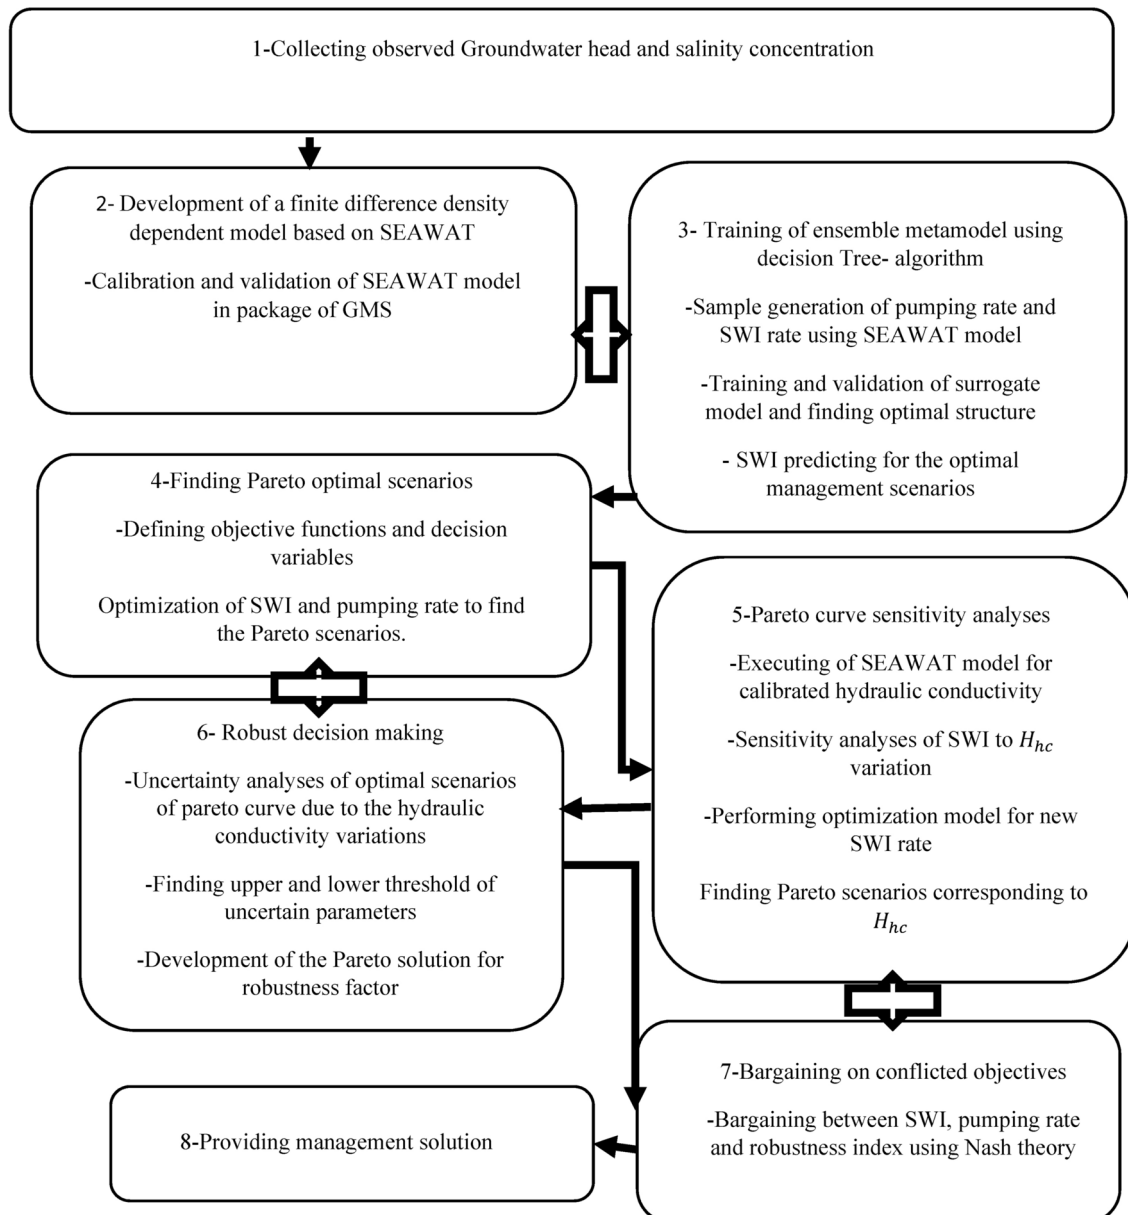 1-Collecting observed Groundwater head and salinity concentration
2- Development of a finite difference density
dependent model based on SEAWAT
-Calibration and validation of SEAWAT model
in package of GMS
3- Training of ensemble metamodel using
decision Tree- algorithm
-Sample generation of pumping rate and
SWI rate using SEAWAT model
-Training and validation of surrogate
model and finding optimal structure
- SWI predicting for the optimal
management scenarios
4-Finding Pareto optimal scenarios
-Defining objective functions and decision
variables
Optimization of SWI and pumping rate to find
the Pareto scenarios.
5-Pareto curve sensitivity analyses
-Executing of SEAWAT model for
calibrated hydraulic conductivity
-Sensitivity analyses of SWI to H_hc
variation
-Performing optimization model for new
SWI rate
Finding Pareto scenarios corresponding to
H_hc
6- Robust decision making
-Uncertainty analyses of optimal scenarios
of pareto curve due to the hydraulic
conductivity variations
-Finding upper and lower threshold of
uncertain parameters
-Development of the Pareto solution for
robustness factor
7-Bargaining on conflicted objectives
-Bargaining between SWI, pumping rate
and robustness index using Nash theory
8-Providing management solution